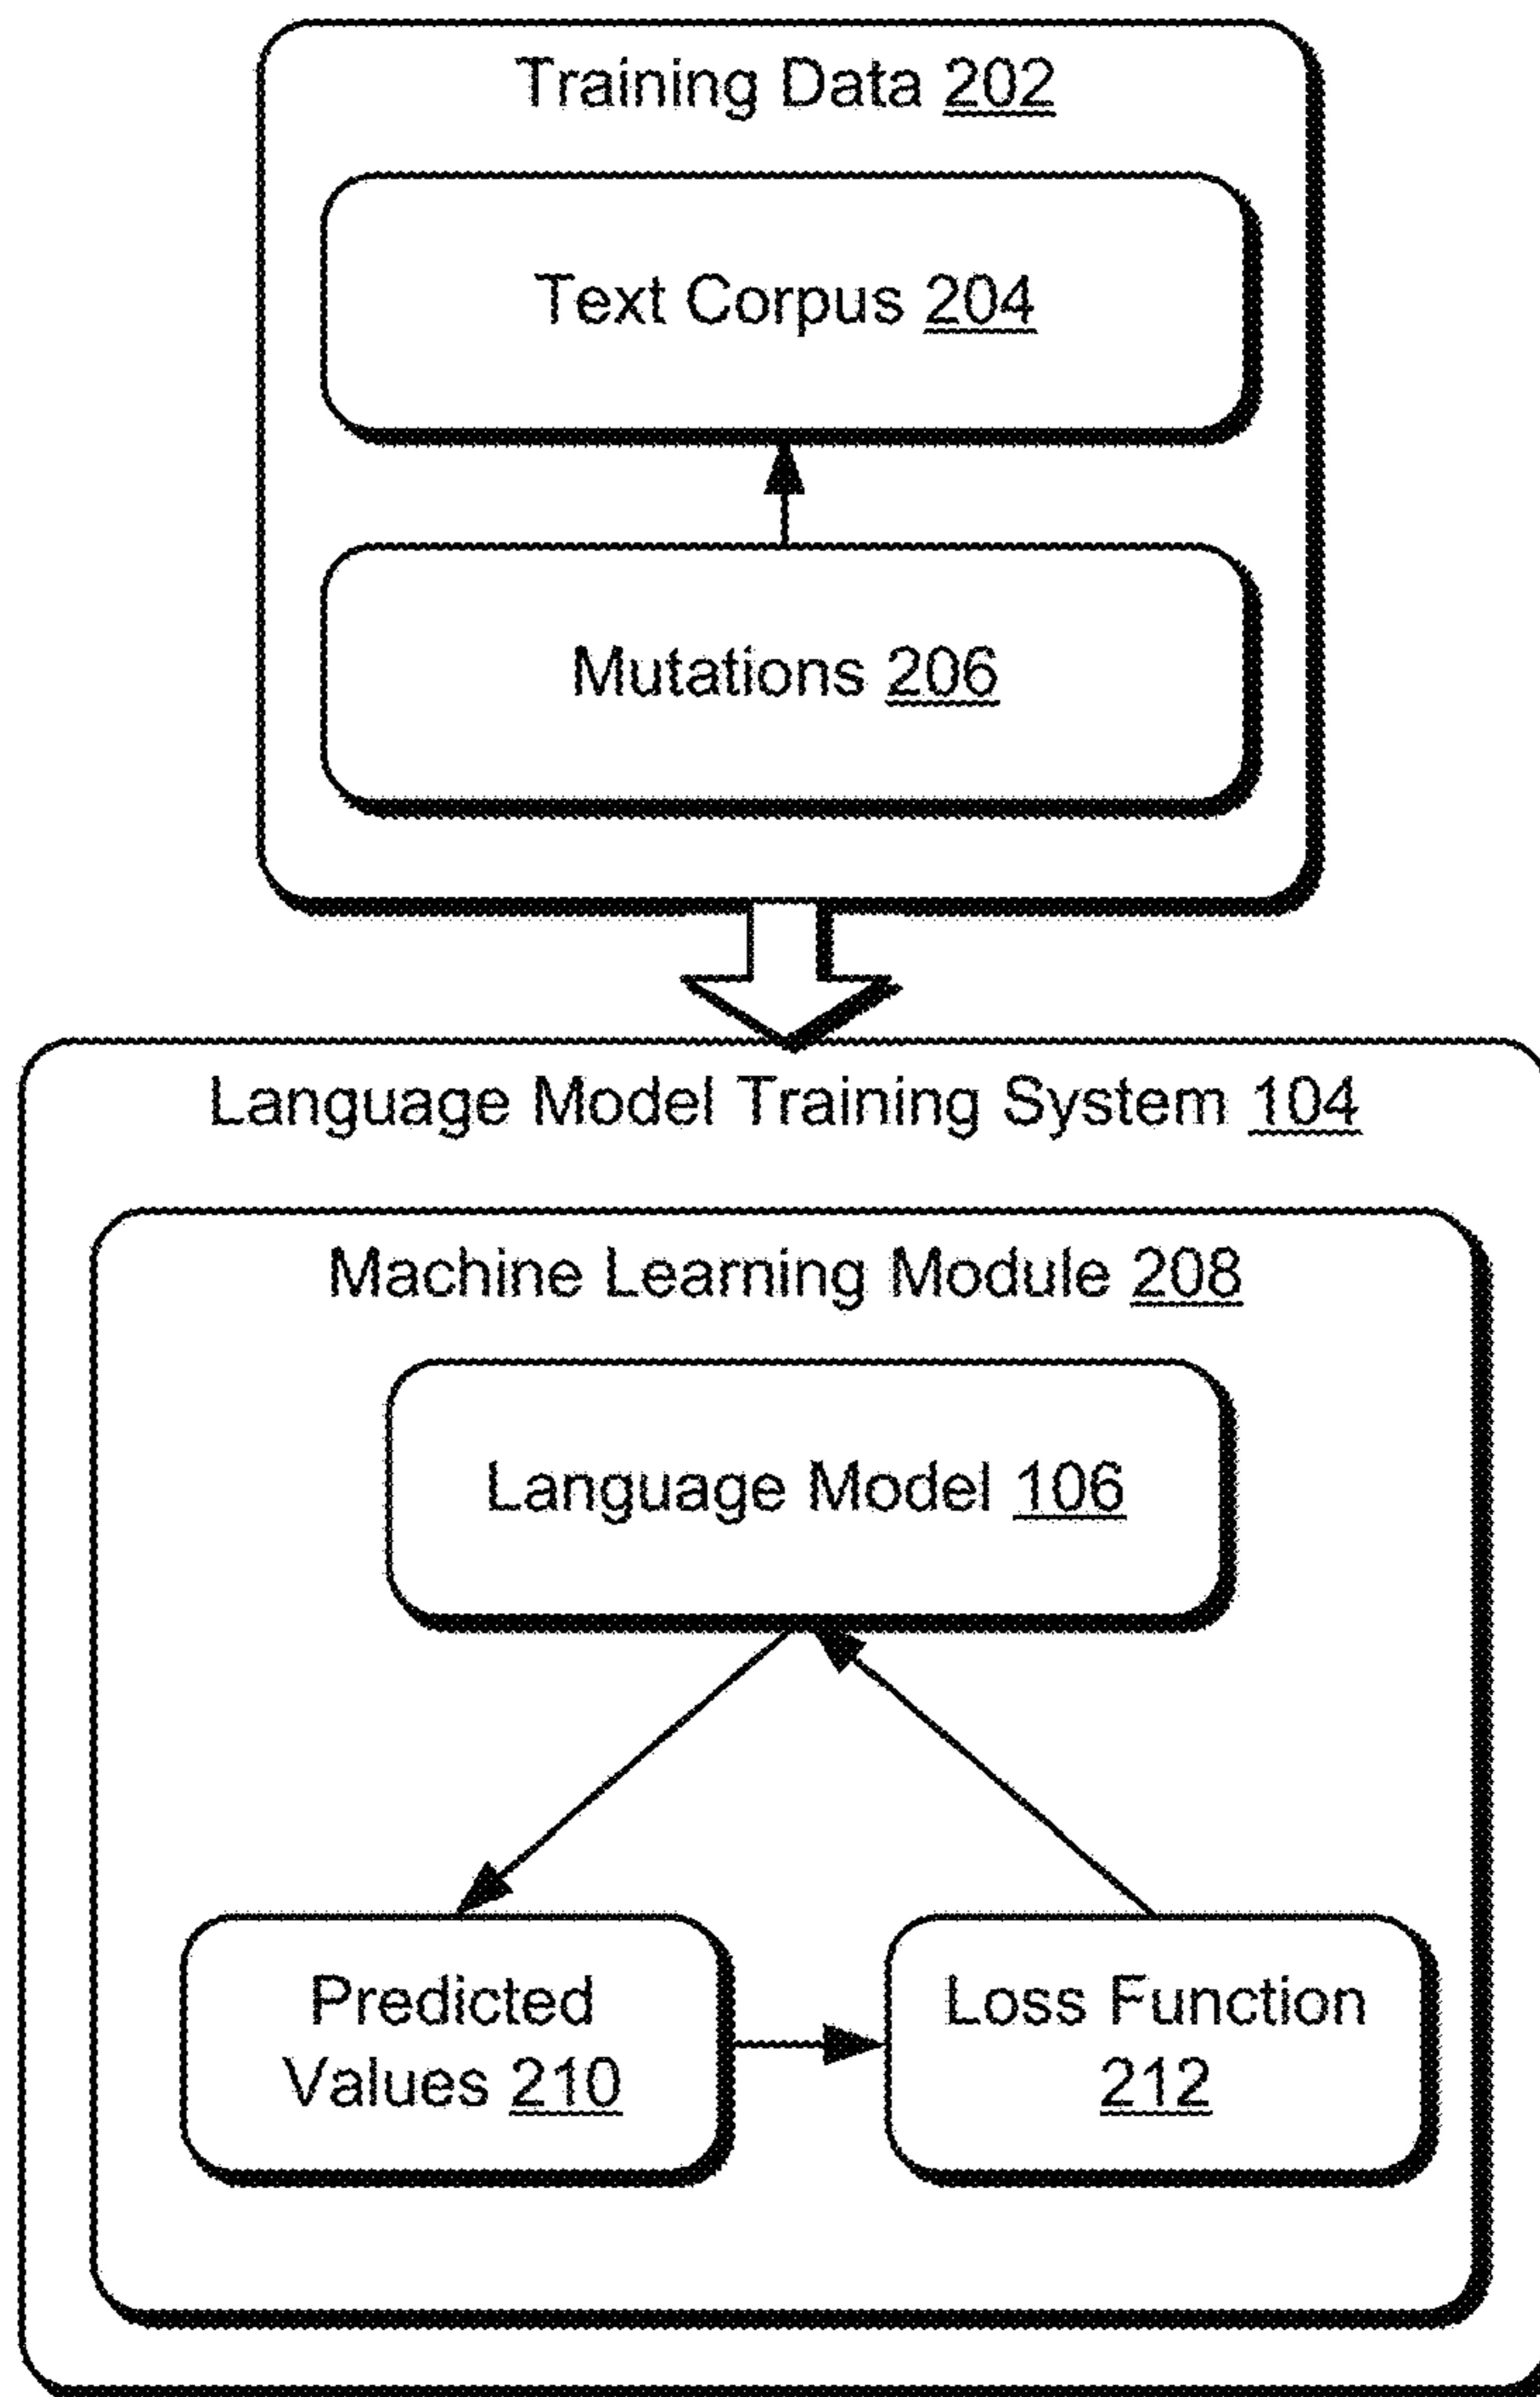 Training Data 202
Text Corpus 204
Mutations 206
Language Model Training System 104
Machine Learning Module 208
Language Model 106
Predicted
Values 210
Loss Function
212